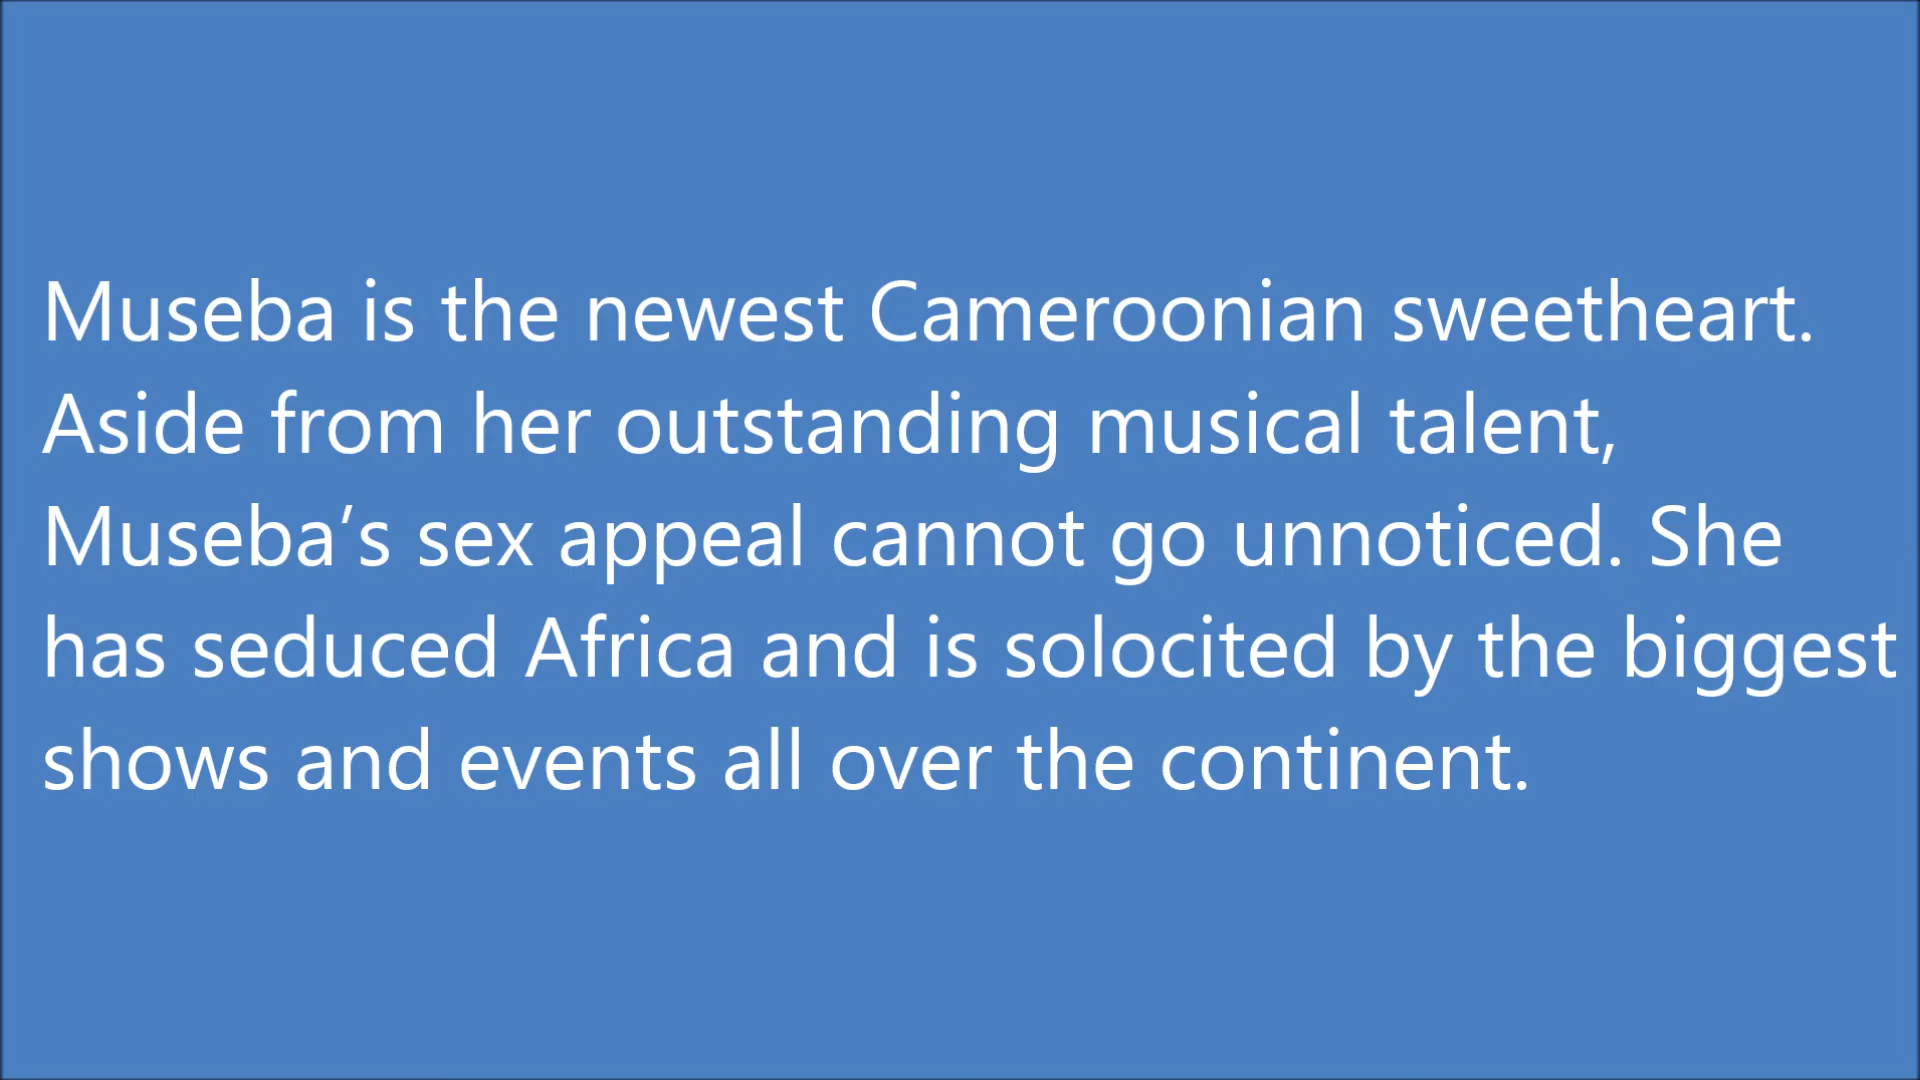 Museba is the newest Cameroonian sweetheart.
Aside from her outstanding musical talent,
Museba’s sex appeal cannot go unnoticed. She
has seduced Africa and is solocited by the biggest
shows and events all over the continent.